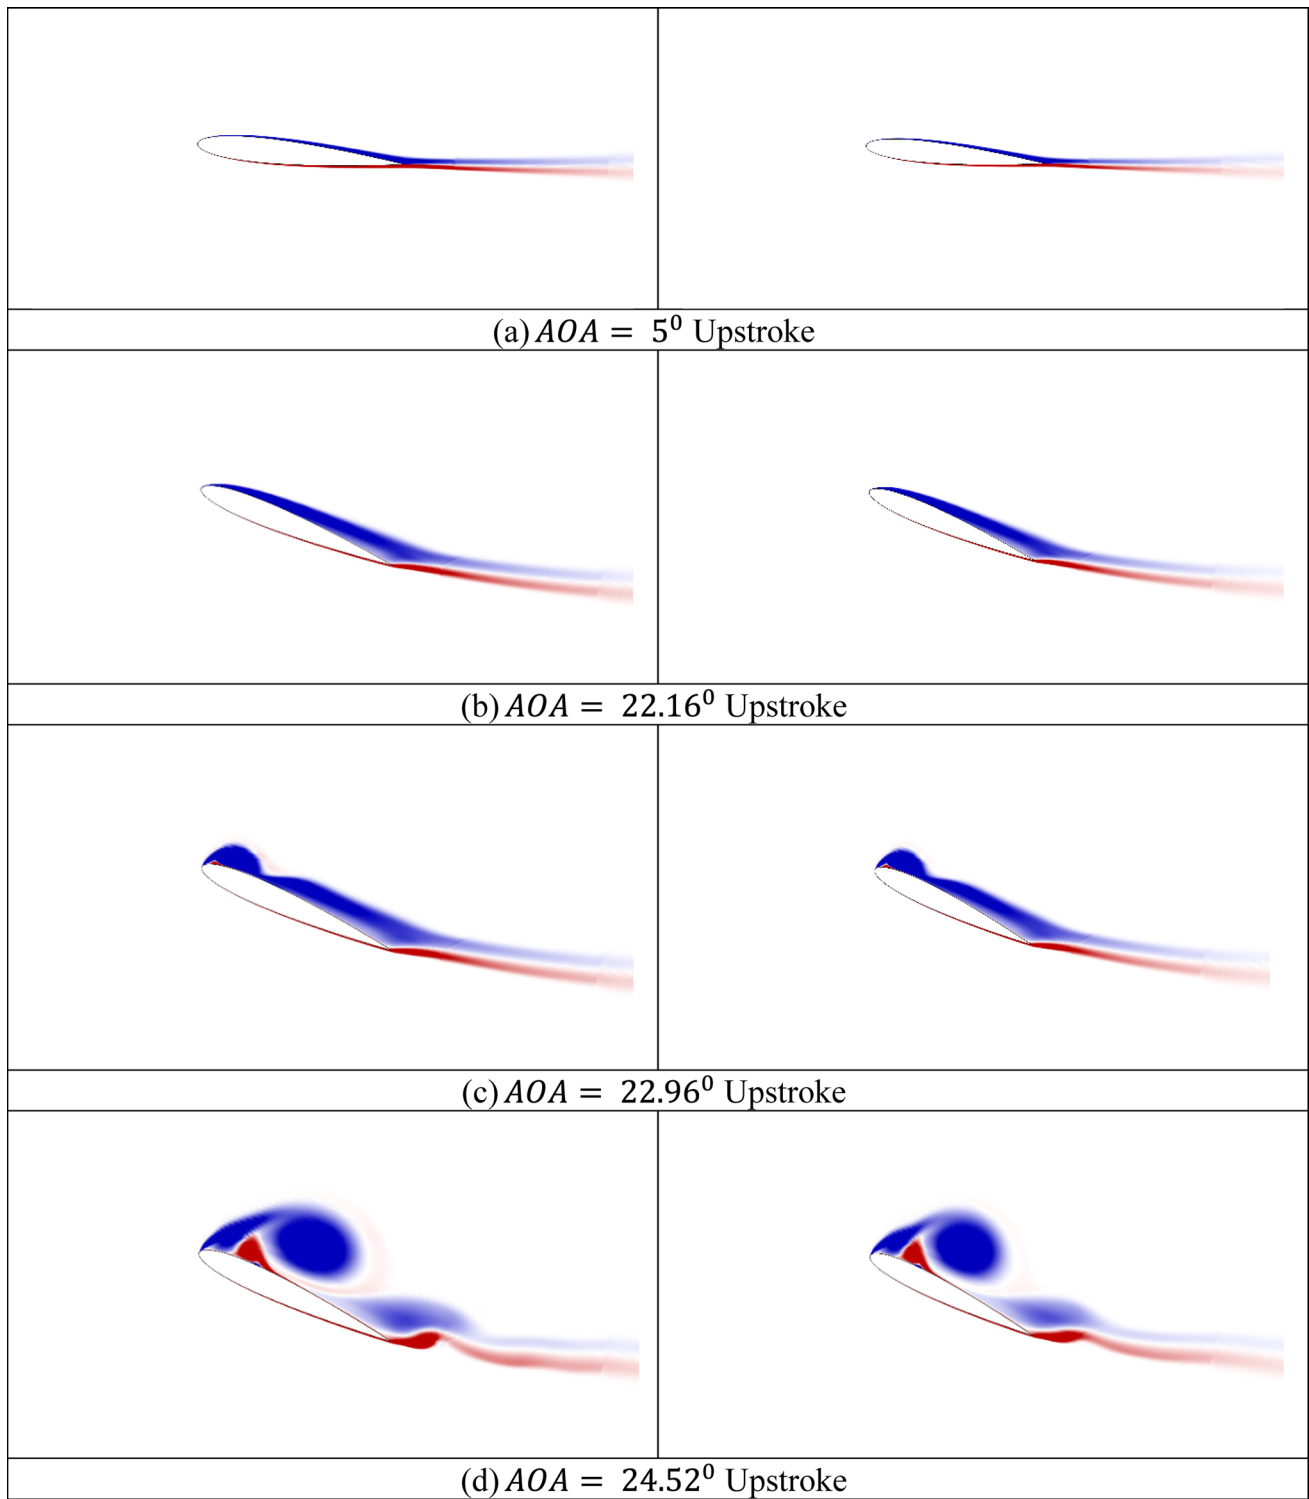 (a) AOA = 5⁰ Upstroke
(b) AOA = 22.16⁰ Upstroke
(c) AOA = 22.96⁰ Upstroke
(d) AOA = 24.52⁰ Upstroke